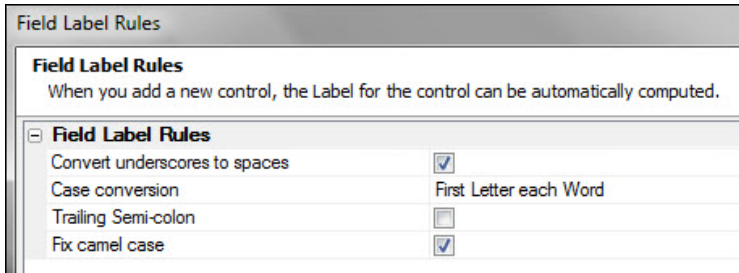 Field Label Rules
Field Label Rules
When you add a new control, the Label for the control can be automatically computed.
Field Label Rules
Convert underscores to spaces
Case conversion First Letter each Word
Trailing Semi-colon
Fix camel case